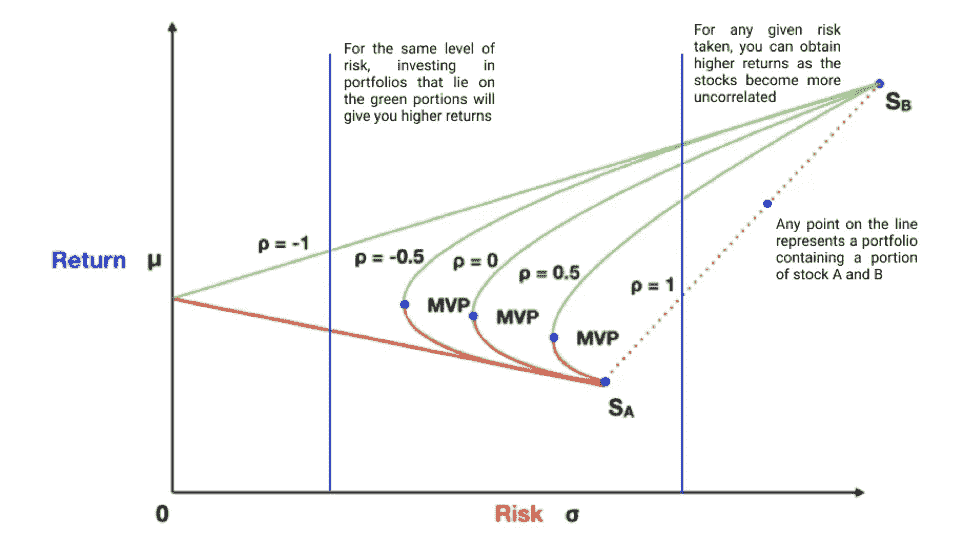 For the same level of
risk, investing in
portfolios that lie on
the green portions will
give you higher returns
For any given risk
taken, you can obtain
higher returns as the
stocks become more
uncorrelated
SB
Any point on the line
represents a portfolio
containing a portion
of stock A and B
Return μ
ρ = -1
ρ = -0.5
ρ = 0
ρ = 0.5
ρ = 1
MVP
MVP
MVP
SA
0
Risk σ